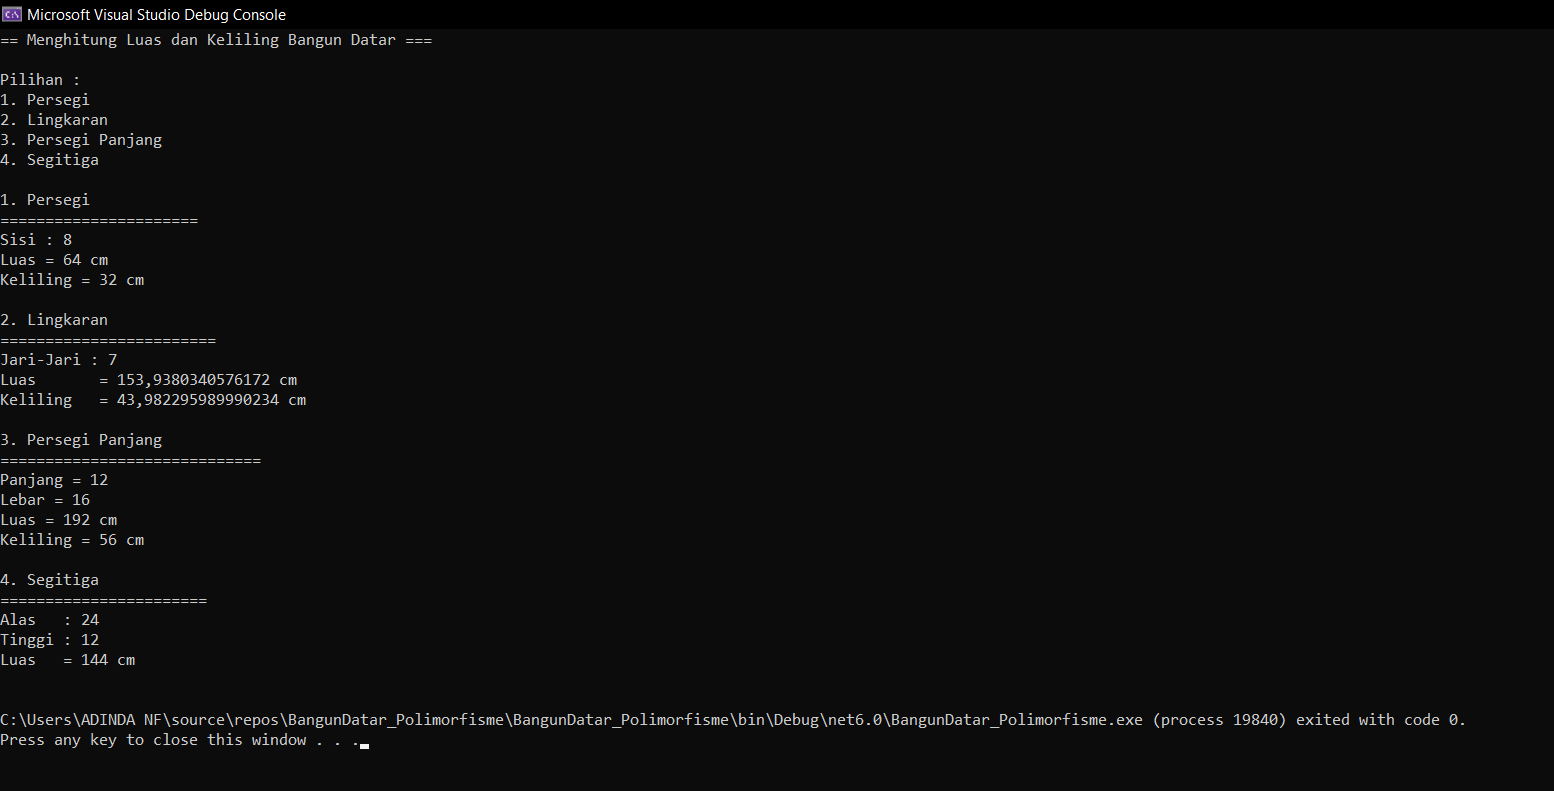 Microsoft Visual Studio Debug Console
== Menghitung Luas dan Keliling Bangun Datar ===
Pilihan :
1. Persegi
2. Lingkaran
3. Persegi Panjang
4. Segitiga
1. Persegi
======================
Sisi : 8
Luas = 64 cm
Keliling = 32 cm
2. Lingkaran
========================
Jari-Jari : 7
Luas       = 153,9380340576172 cm
Keliling   = 43,982295989990234 cm
3. Persegi Panjang
=============================
Panjang = 12
Lebar = 16
Luas = 192 cm
Keliling = 56 cm
4. Segitiga
=======================
Alas   : 24
Tinggi : 12
Luas   = 144 cm
C:\Users\ADINDA NF\source\repos\BangunDatar_Polimorfisme\BangunDatar_Polimorfisme\bin\Debug\net6.0\BangunDatar_Polimorfisme.exe (process 19840) exited with code 0.
Press any key to close this window . . .